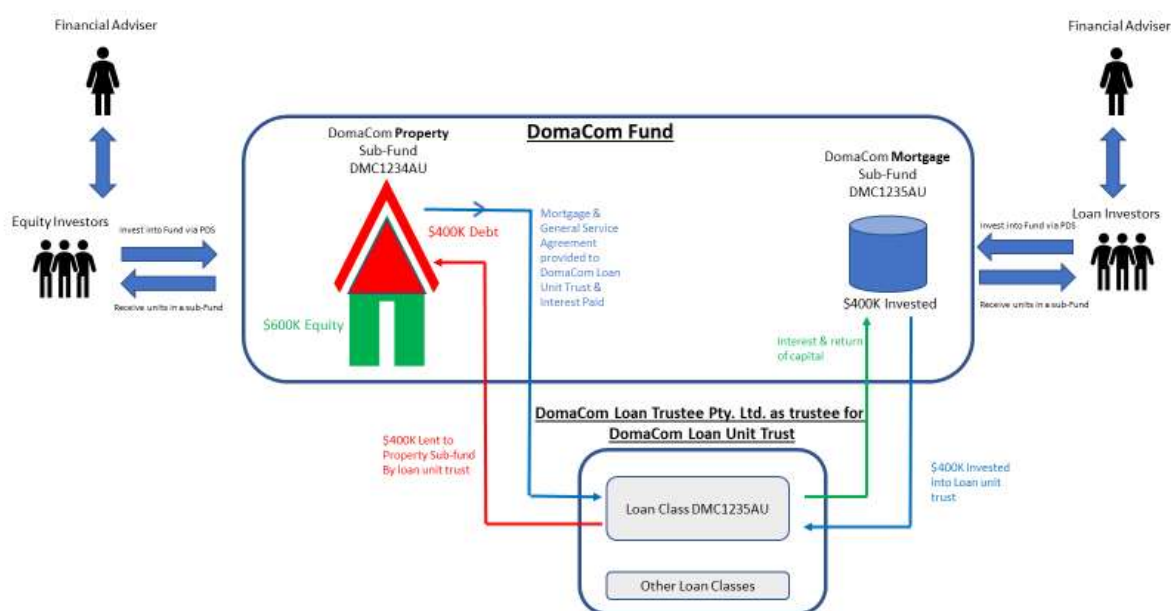 Financial Adviser
Financial Adviser
DomaCom Fund
DomaCom Property
Sub-Fund
DMC1234AU
DomaCom Mortgage
Sub-Fund
DMC1235AU
Equity Investors
Invest into Fund via PDS
Receive units in a sub-Fund
$400K Debt
$600K Equity
Mortgage &
General Service
Agreement
provided to
DomaCom Loan
Unit Trust &
Interest Paid
$400K Invested
Interest & return
of capital
Loan Investors
Invest into Fund via PDS
Receive units in a sub-Fund
DomaCom Loan Trustee Pty. Ltd. as trustee for
DomaCom Loan Unit Trust
$400K Lent to
Property Sub-fund
By loan unit trust
$400K Invested
Into Loan unit
trust
Loan Class DMC1235AU
Other Loan Classes